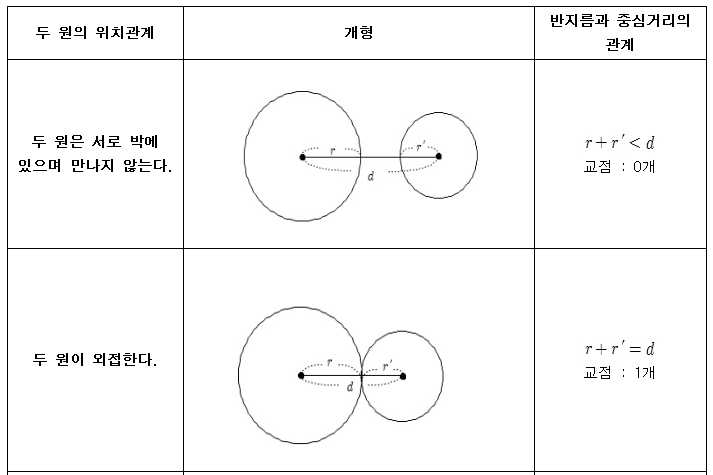 두 원의 위치관계
개형
반지름과 중심거리의
관계
두 원은 서로 박에
있으며 만나지 않는다.
r
r′
d
r + r′ < d
교점 : 0개
두 원이 외접한다.
r
r′
d
r + r′ = d
교점 : 1개